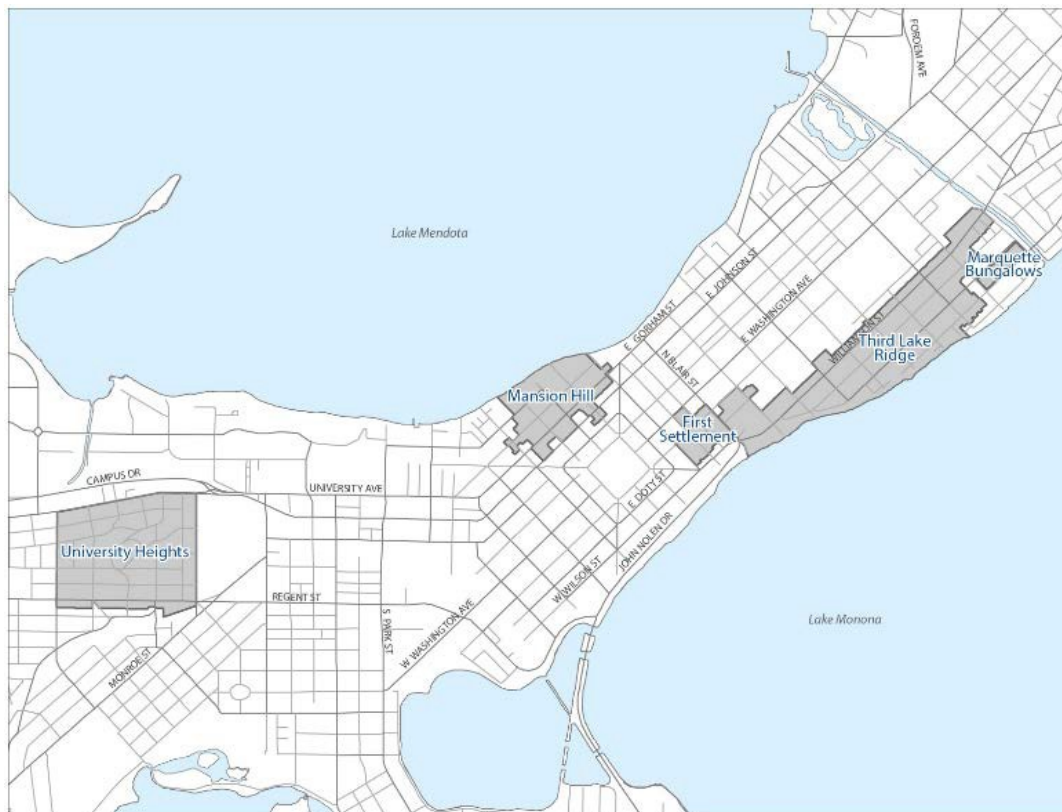 FORDEM AVE
Lake Mendota
E JOHNSON ST
Marquette
Bungalows
E GORHAM ST
E WASHINGTON AVE
WILLIAMSON ST
Third Lake
Ridge
N BLAIR ST
Mansion Hill
First
Settlement
CAMPUS DR
UNIVERSITY AVE
E DOTY ST
JOHN NOLEN DR
University Heights
W WILSON ST
REGENT ST
S PARK ST
W WASHINGTON AVE
Lake Monona
MONROE ST